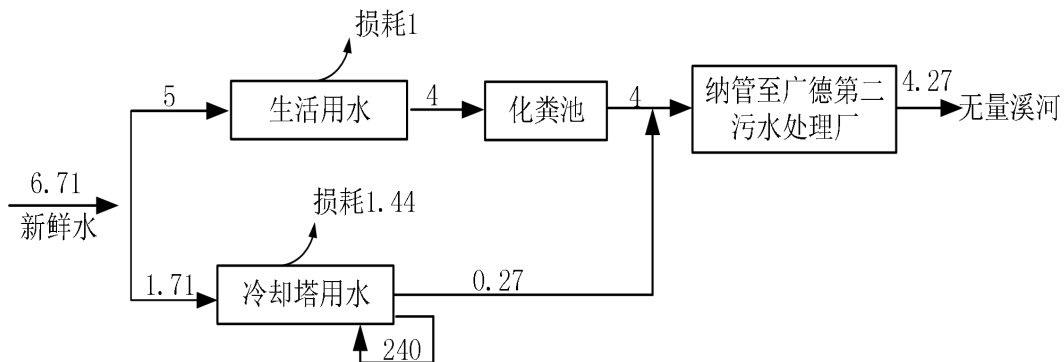 损耗1
5
生活用水
4
化粪池
4
纳管至广德第二
污水处理厂
4.27
无量溪河
6.71
新鲜水
损耗1.44
1.71
冷却塔用水
0.27
240